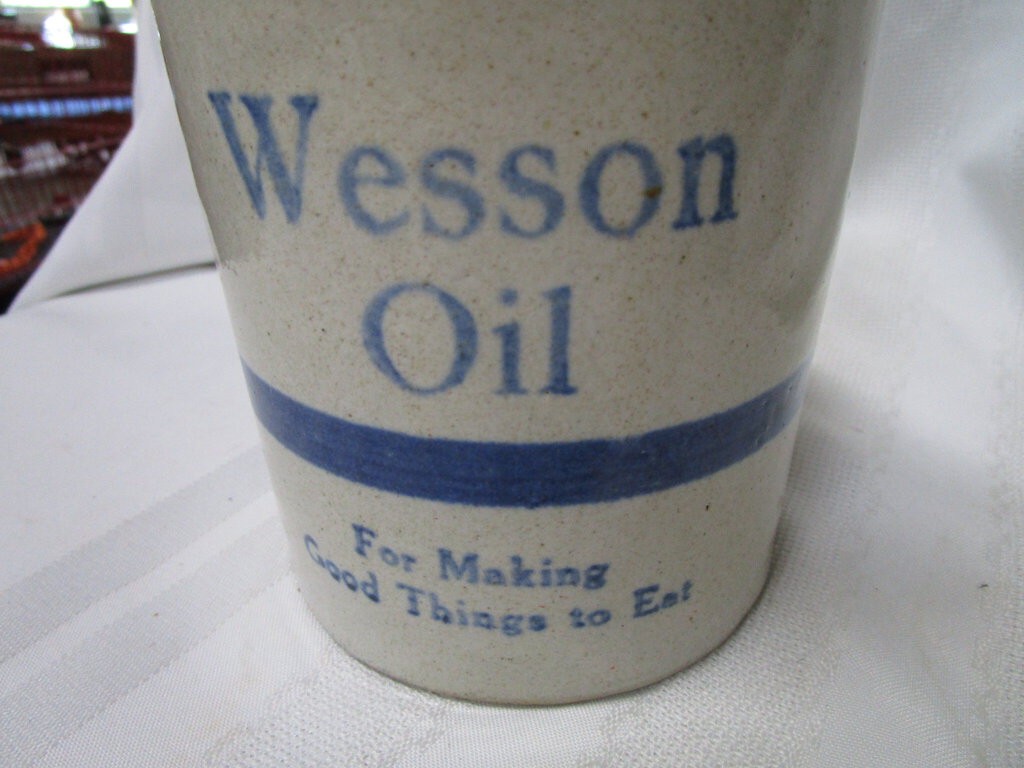 Wesson
Oil
For Making
Good Things to Eat